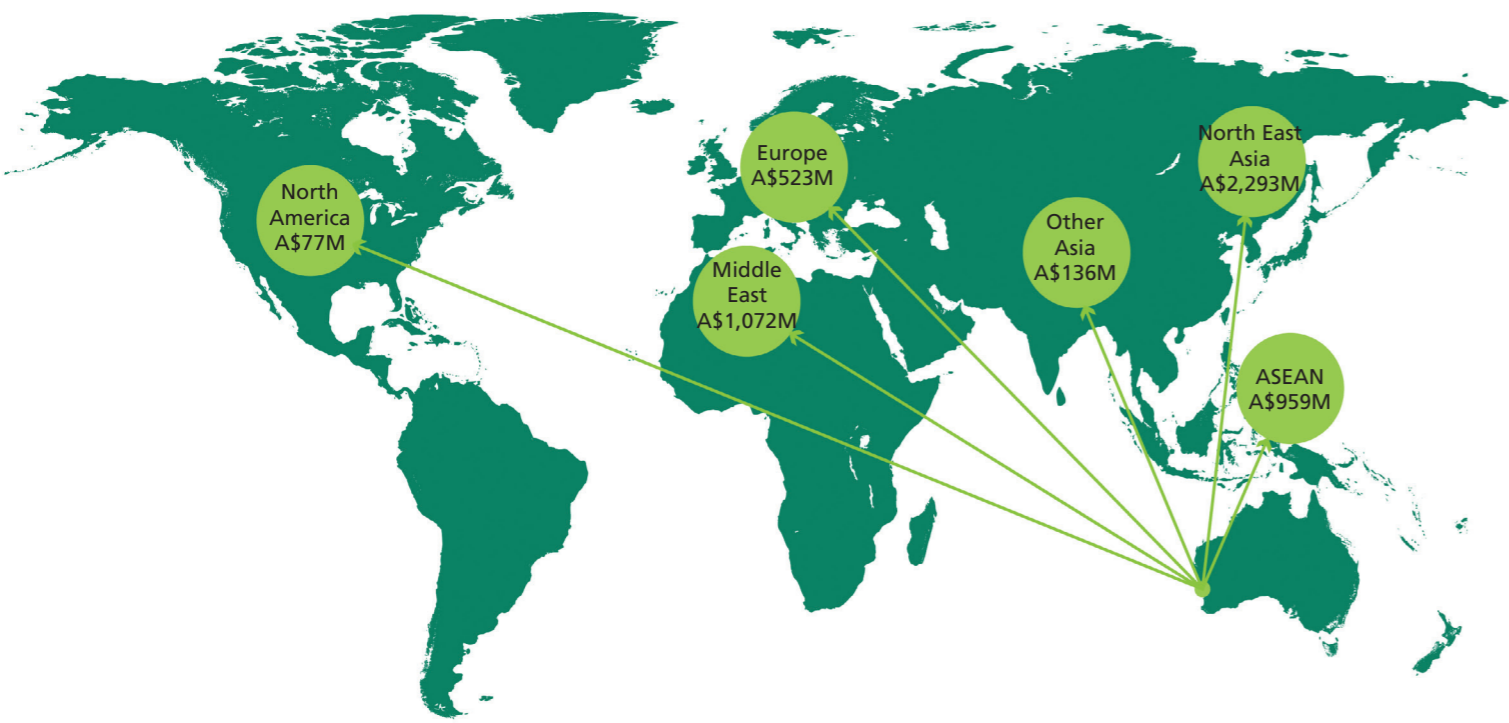 North
America
A$77M
Europe
A$523M
Middle
East
A$1,072M
Other
Asia
A$136M
North East
Asia
A$2,293M
ASEAN
A$959M